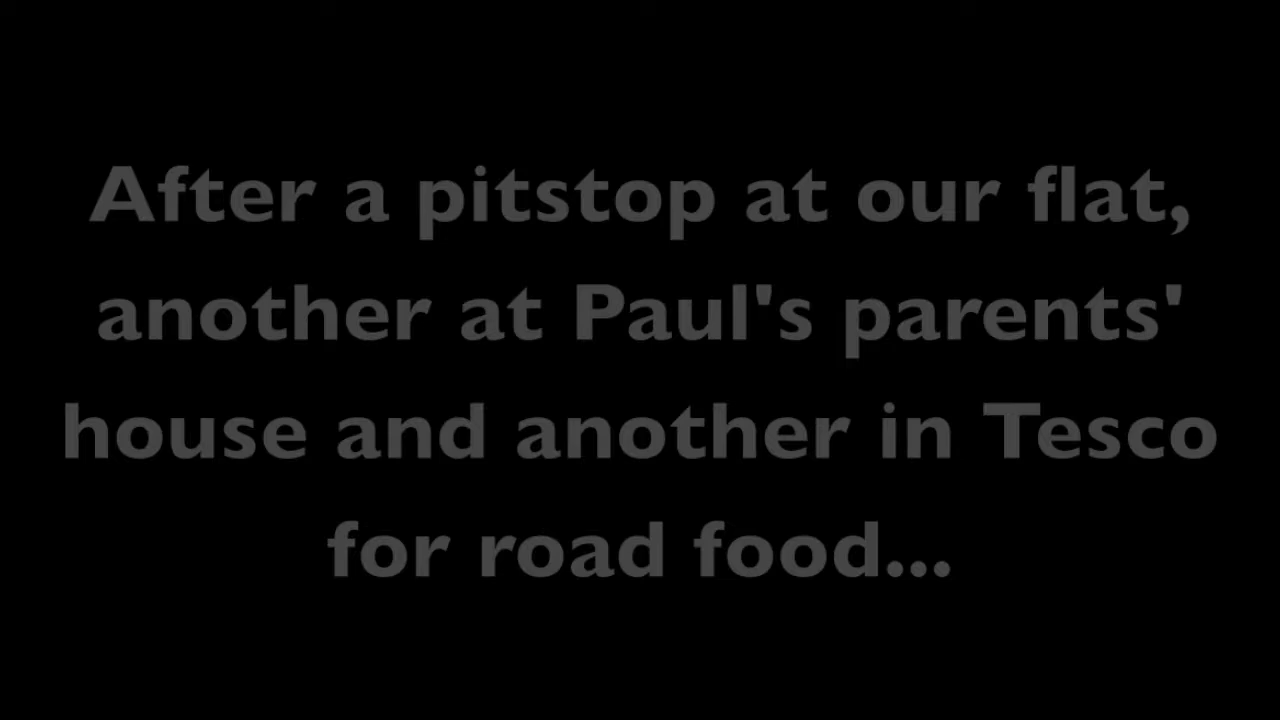 After a pitstop at our flat,
another at Paul's parents'
house and another in Tesco
for road food...